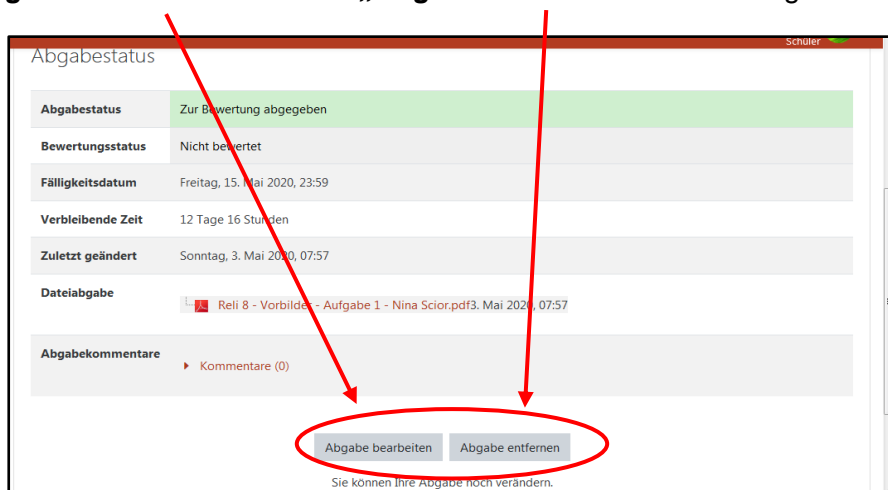 Schüler
Abgabestatus
Abgabestatus Zur Bewertung abgegeben
Bewertungsstatus Nicht bewertet
Fälligkeitsdatum Freitag, 15. Mai 2020, 23:59
Verbleibende Zeit 12 Tage 16 Stunden
Zuletzt geändert Sonntag, 3. Mai 2020, 07:57
Dateiabgabe
Reli 8 - Vorbilder - Aufgabe 1 - Nina Scior.pdf3. Mai 2020, 07:57
Abgabekommentare
Kommentare (0)
Abgabe bearbeiten Abgabe entfernen
Sie können Ihre Abgabe noch verändern.